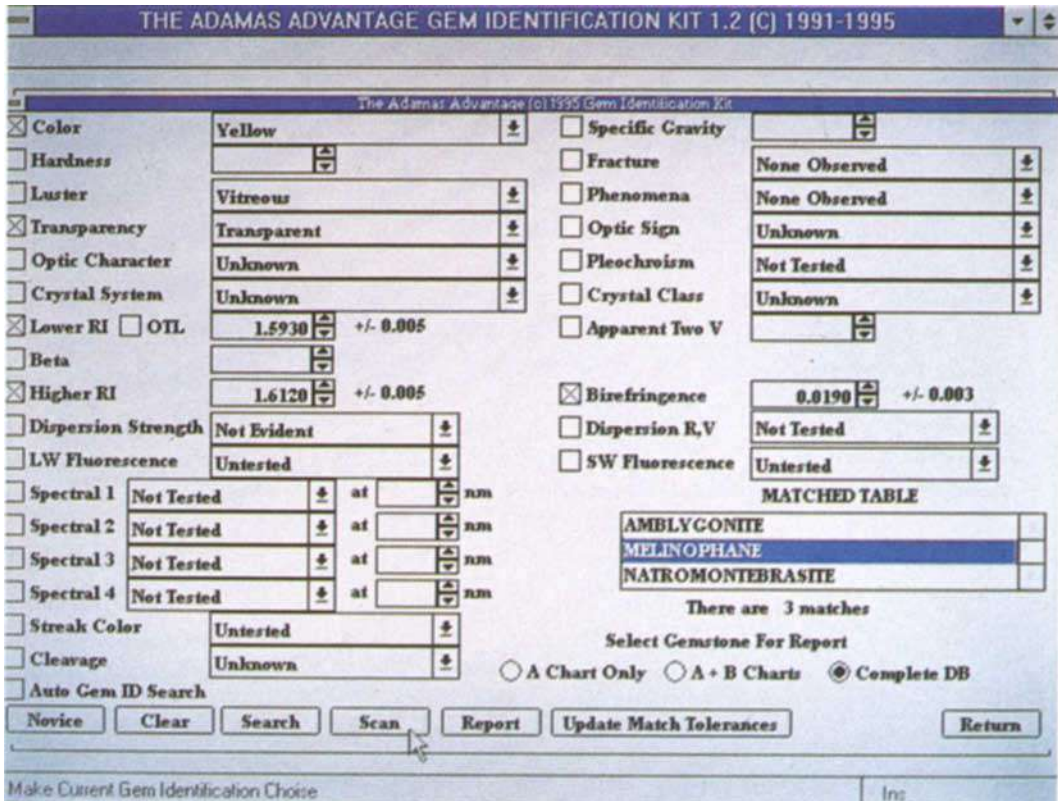 THE ADAMAS ADVANTAGE GEM IDENTIFICATION KIT 1.2 (C) 1991-1995
The Adamas Advantage (c) 1995 Gem Identification Kit
Color Yellow
Hardness
Luster Vitreous
Transparency Transparent
Optic Character Unknown
Crystal System Unknown
Lower RI OTL 1.5930 +/- 0.005
Beta
Higher RI 1.6120 +/- 0.005
Dispersion Strength Not Evident
LW Fluorescence Untested
Spectral 1 Not Tested at nm
Spectral 2 Not Tested at nm
Spectral 3 Not Tested at nm
Spectral 4 Not Tested at nm
Streak Color Untested
Cleavage Unknown
Auto Gem ID Search
Specific Gravity
Fracture None Observed
Phenomena None Observed
Optic Sign Unknown
Pleochroism Not Tested
Crystal Class Unknown
Apparent Two V
Birefringence 0.0190 +/- 0.003
Dispersion R,V Not Tested
SW Fluorescence Untested
MATCHED TABLE
AMBLYGONITE
MELINOPHANE
NATROMONTEBRASITE
There are 3 matches
Select Gemstone For Report
A Chart Only A + B Charts Complete DB
Novice Clear Search Scan Report Update Match Tolerances Return
Make Current Gem Identification Choise Ins